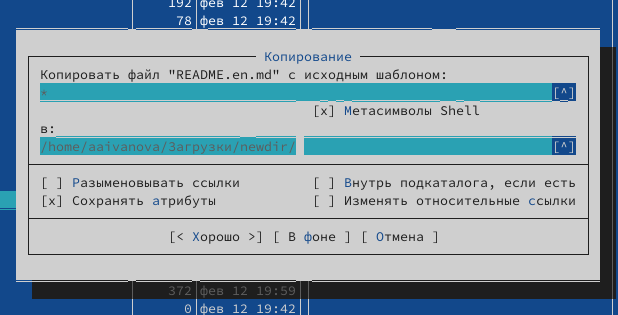 192 фев 12 19:42
78 фев 12 19:42
Копирование
Копировать файл "README.en.md" с исходным шаблоном:
* [^]
[x] Метасимволы Shell
в:
/home/aaivanova/Загрузки/newdir/ [^]
[ ] Разыменовывать ссылки [ ] Внутрь подкаталога, если есть
[x] Сохранять атрибуты [ ] Изменять относительные ссылки
[< Хорошо >] [ В фоне ] [ Отмена ]
372 фев 12 19:59
0 фев 12 19:42